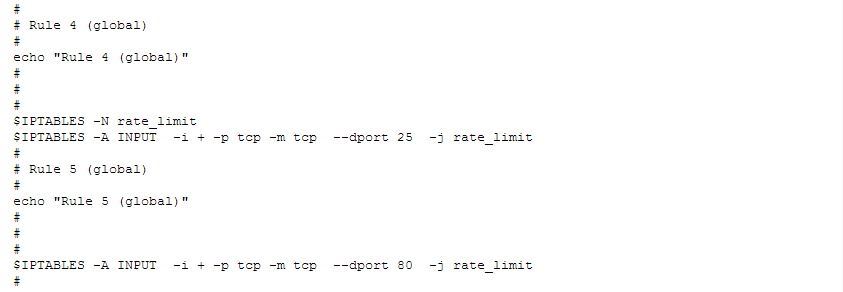 #
# Rule 4 (global)
#
echo "Rule 4 (global)"
#
#
#
$IPTABLES -N rate_limit
$IPTABLES -A INPUT  -i + -p tcp -m tcp  --dport 25  -j rate_limit
#
# Rule 5 (global)
#
echo "Rule 5 (global)"
#
#
#
$IPTABLES -A INPUT  -i + -p tcp -m tcp  --dport 80  -j rate_limit
#